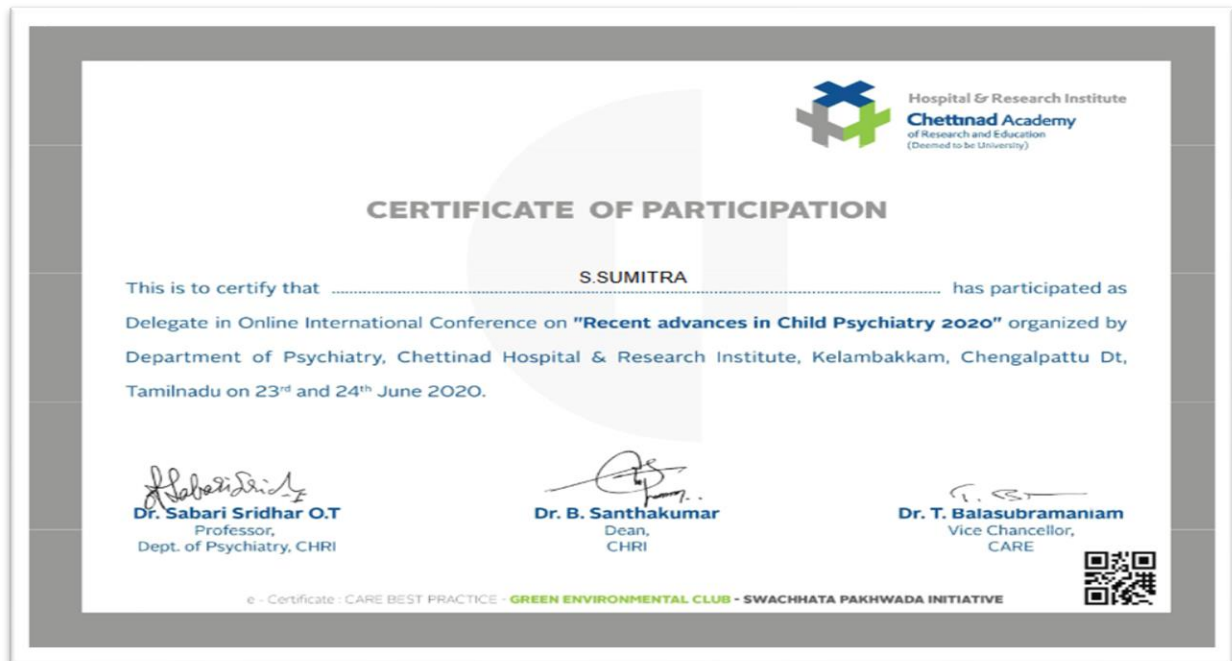 Hospital & Research Institute
Chettinad Academy
of Research and Education
(Deemed to be University)
CERTIFICATE OF PARTICIPATION
S.SUMITRA
This is to certify that ........................................................ has participated as
Delegate in Online International Conference on "Recent advances in Child Psychiatry 2020" organized by
Department of Psychiatry, Chettinad Hospital & Research Institute, Kelambakkam, Chengalpattu Dt,
Tamilnadu on 23rd and 24th June 2020.
Dr. Sabari Sridhar O.T
Professor,
Dept. of Psychiatry, CHRI
Dr. B. Santhakumar
Dean,
CHRI
Dr. T. Balasubramaniam
Vice Chancellor,
CARE
e - Certificate : CARE BEST PRACTICE - GREEN ENVIRONMENTAL CLUB - SWACHHATA PAKHWADA INITIATIVE